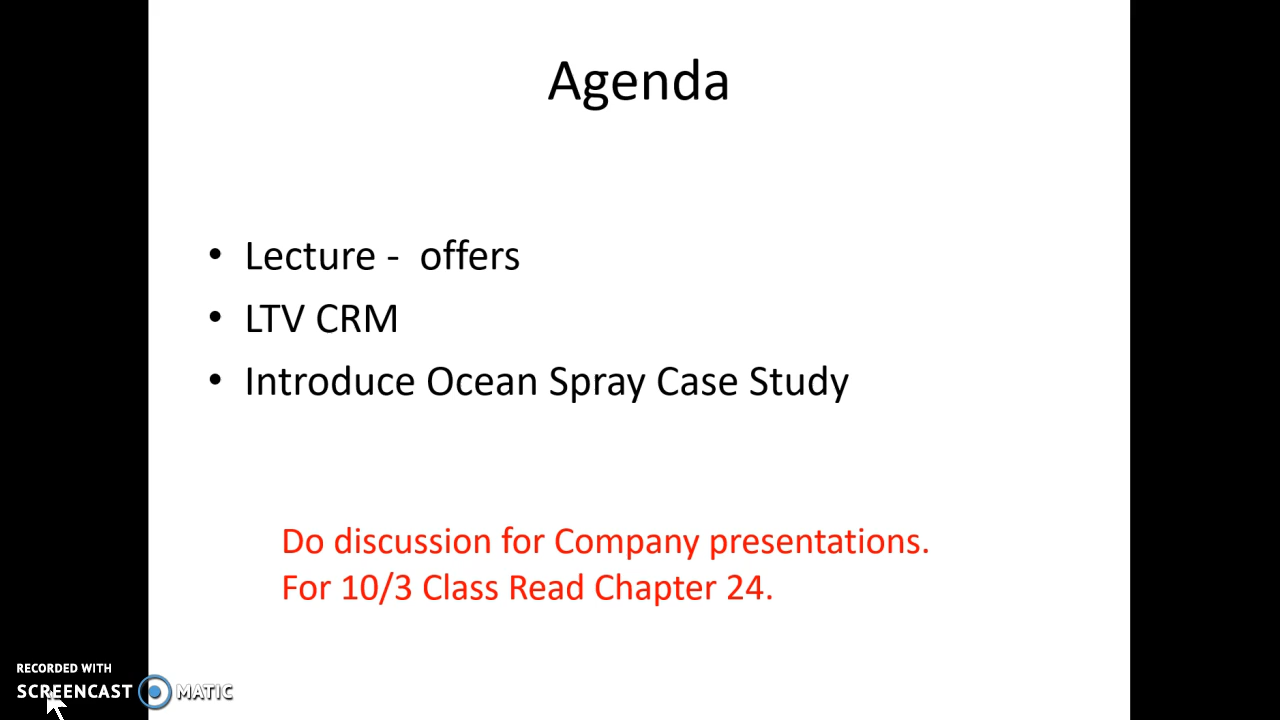 Agenda
• Lecture -  offers
• LTV CRM
• Introduce Ocean Spray Case Study
Do discussion for Company presentations.
For 10/3 Class Read Chapter 24.
RECORDED WITH
SCREENCAST MATIC